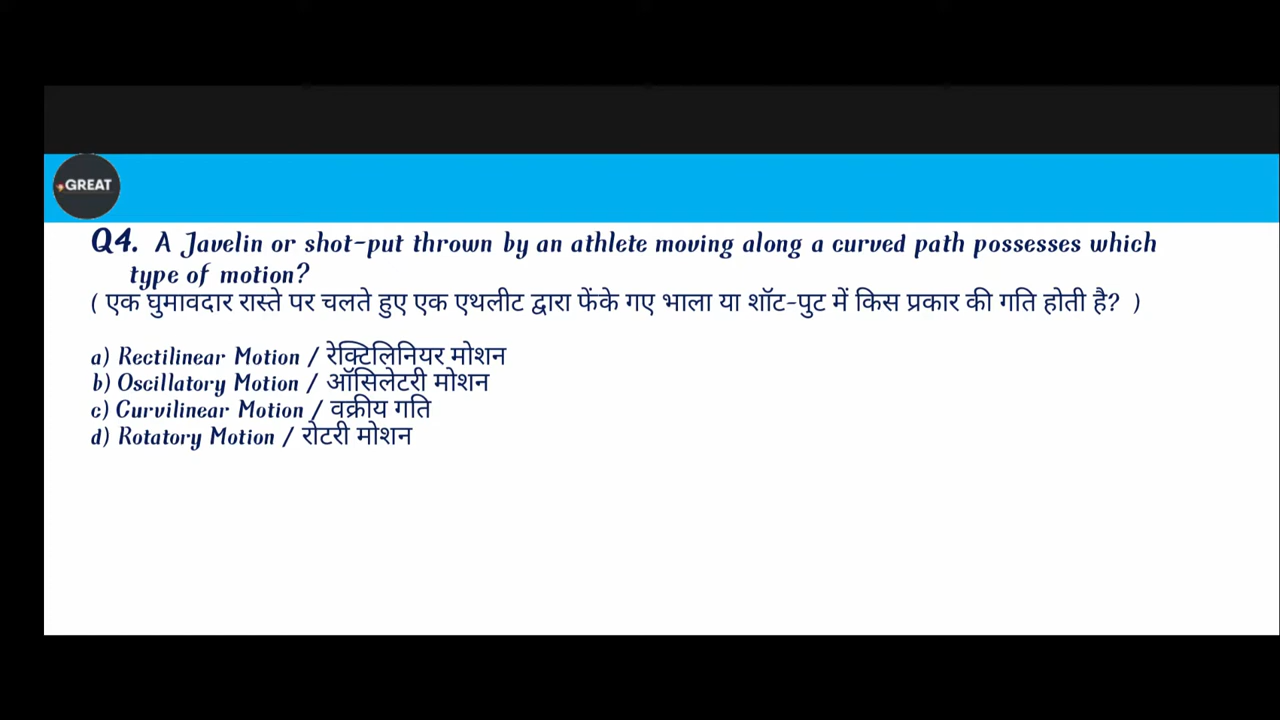 GREAT
Q4. A Javelin or shot-put thrown by an athlete moving along a curved path possesses which
type of motion?
( एक घुमावदार रास्ते पर चलते हुए एक एथलीट द्वारा फेंके गए भाला या शॉट-पुट में किस प्रकार की गति होती है? )
a) Rectilinear Motion / रेक्टिलिनियर मोशन
b) Oscillatory Motion / ऑसिलेटरी मोशन
c) Curvilinear Motion / वक्रीय गति
d) Rotatory Motion / रोटरी मोशन